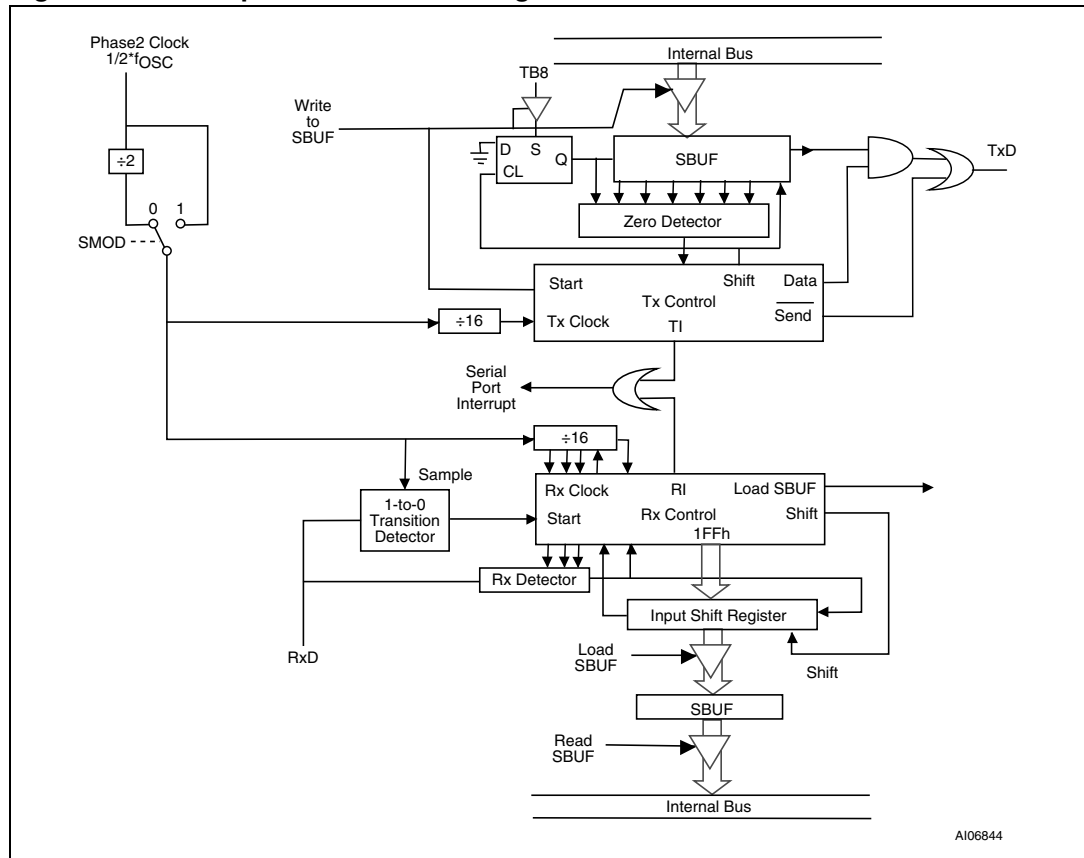 Phase2 Clock
1/2*fOSC
÷2
0 1
SMOD
Write
to
SBUF
TB8
Internal Bus
D S
Q
CL
SBUF
TxD
Zero Detector
Start
Shift
Data
Tx Control
Send
÷16
Tx Clock
TI
Serial
Port
Interrupt
÷16
Sample
Rx Clock
RI
Load SBUF
1-to-0
Transition
Detector
Start
Rx Control
Shift
1FFh
Rx Detector
Input Shift Register
RxD
Load
SBUF
Shift
SBUF
Read
SBUF
Internal Bus
AI06844